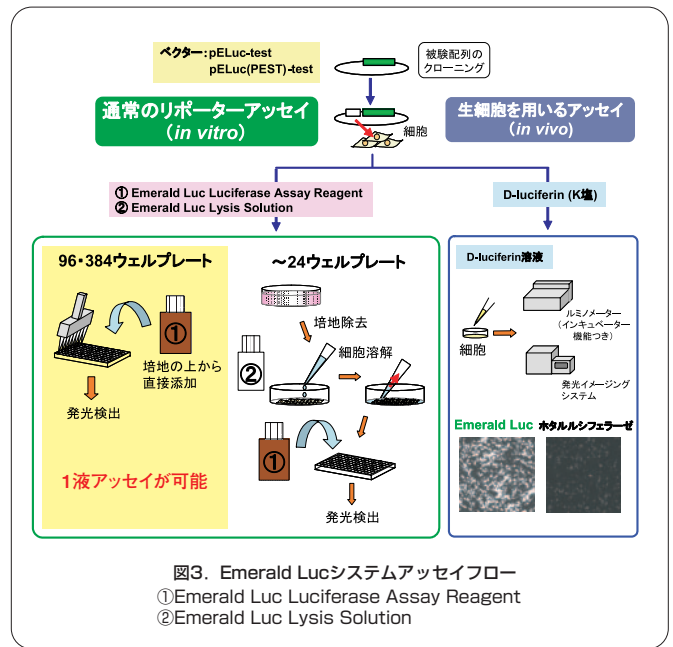 ベクター：pELuc-test
pELuc(PEST)-test
被験配列の
クローニング
通常のリポーターアッセイ
（in vitro）
細胞
生細胞を用いるアッセイ
（in vivo）
① Emerald Luc Luciferase Assay Reagent
② Emerald Luc Lysis Solution
D-luciferin (K塩)
96・384ウェルプレート
①
培地の上から
直接添加
発光検出
1液アッセイが可能
～24ウェルプレート
培地除去
細胞溶解
②
①
発光検出
D-luciferin溶液
細胞
ルミノメーター
（インキュベーター
機能つき）
発光イメージング
システム
Emerald Luc ホタルルシフェラーゼ
図3．Emerald Lucシステムアッセイフロー
①Emerald Luc Luciferase Assay Reagent
②Emerald Luc Lysis Solution